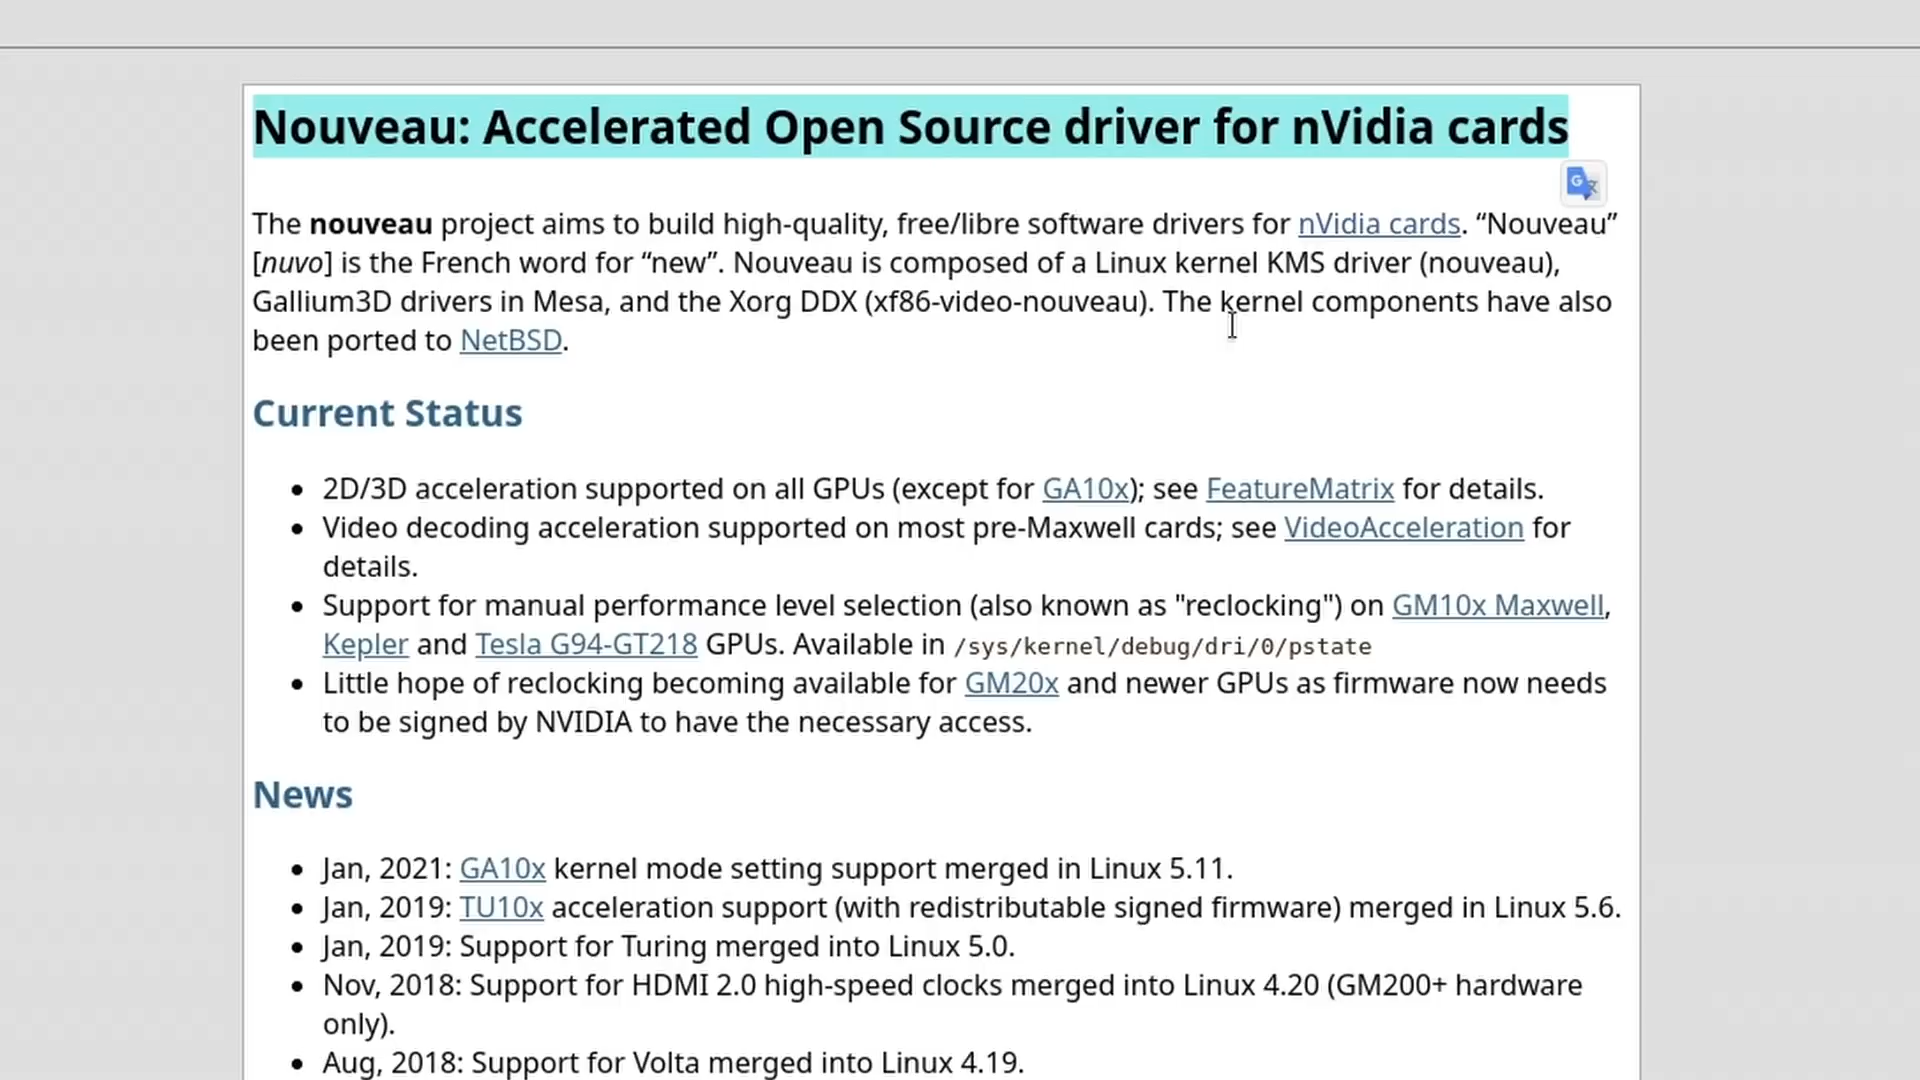 Nouveau: Accelerated Open Source driver for nVidia cards
The nouveau project aims to build high-quality, free/libre software drivers for nVidia cards. “Nouveau”
[nuvo] is the French word for “new”. Nouveau is composed of a Linux kernel KMS driver (nouveau),
Gallium3D drivers in Mesa, and the Xorg DDX (xf86-video-nouveau). The kernel components have also
been ported to NetBSD.
Current Status
• 2D/3D acceleration supported on all GPUs (except for GA10x); see FeatureMatrix for details.
• Video decoding acceleration supported on most pre-Maxwell cards; see VideoAcceleration for
details.
• Support for manual performance level selection (also known as "reclocking") on GM10x Maxwell,
Kepler and Tesla G94-GT218 GPUs. Available in /sys/kernel/debug/dri/0/pstate
• Little hope of reclocking becoming available for GM20x and newer GPUs as firmware now needs
to be signed by NVIDIA to have the necessary access.
News
• Jan, 2021: GA10x kernel mode setting support merged in Linux 5.11.
• Jan, 2019: TU10x acceleration support (with redistributable signed firmware) merged in Linux 5.6.
• Jan, 2019: Support for Turing merged into Linux 5.0.
• Nov, 2018: Support for HDMI 2.0 high-speed clocks merged into Linux 4.20 (GM200+ hardware
only).
• Aug, 2018: Support for Volta merged into Linux 4.19.